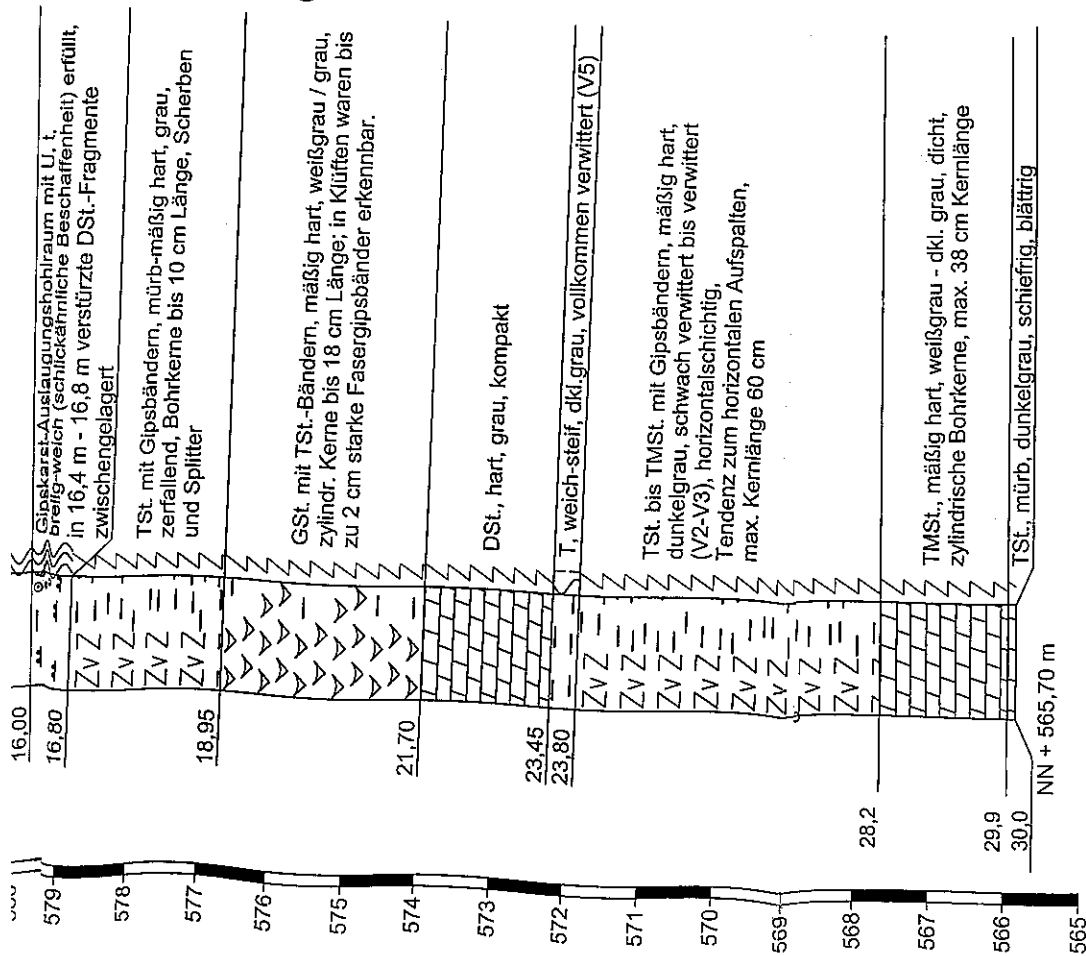 16,00
Gipskarst-Auslaugungshohlraum mit U, t,
breiig-weich (schlickähnliche Beschaffenheit) erfüllt,
in 16,4 m - 16,8 m verstürzte DSt.-Fragmente
zwischengelagert
16,80
TSt. mit Gipsbändern, mürb-mäßig hart, grau,
zerfallend, Bohrkerne bis 10 cm Länge, Scherben
und Splitter
18,95
GSt. mit TSt.-Bändern, mäßig hart, weißgrau / grau,
zylindr. Kerne bis 18 cm Länge; in Klüften waren bis
zu 2 cm starke Fasergipsbänder erkennbar.
21,70
DSt., hart, grau, kompakt
23,45
T, weich-steif, dkl.grau, vollkommen verwittert (V5)
23,80
TSt. bis TMSt. mit Gipsbändern, mäßig hart,
dunkelgrau, schwach verwittert bis verwittert
(V2-V3), horizontalschichtig,
Tendenz zum horizontalen Aufspalten,
max. Kernlänge 60 cm
28,2
TMSt., mäßig hart, weißgrau - dkl. grau, dicht,
zylindrische Bohrkerne, max. 38 cm Kernlänge
29,9
TSt., mürb, dunkelgrau, schiefrig, blättrig
30,0
NN + 565,70 m
579
578
577
576
575
574
573
572
571
570
569
568
567
566
565